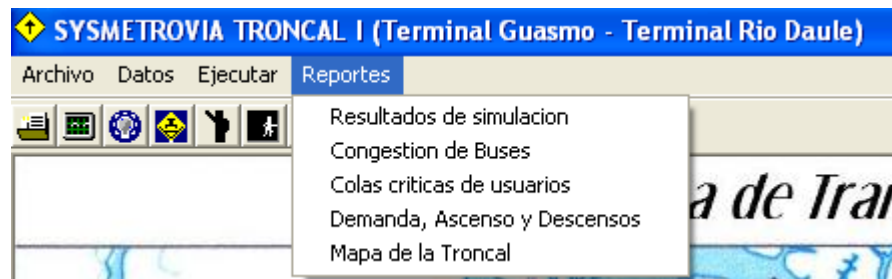 SYSMETROVIA TRONCAL I (Terminal Guasmo - Terminal Rio Daule)
Archivo Datos Ejecutar Reportes
Resultados de simulacion
Congestion de Buses
Colas criticas de usuarios
Demanda, Ascenso y Descensos
Mapa de la Troncal
de